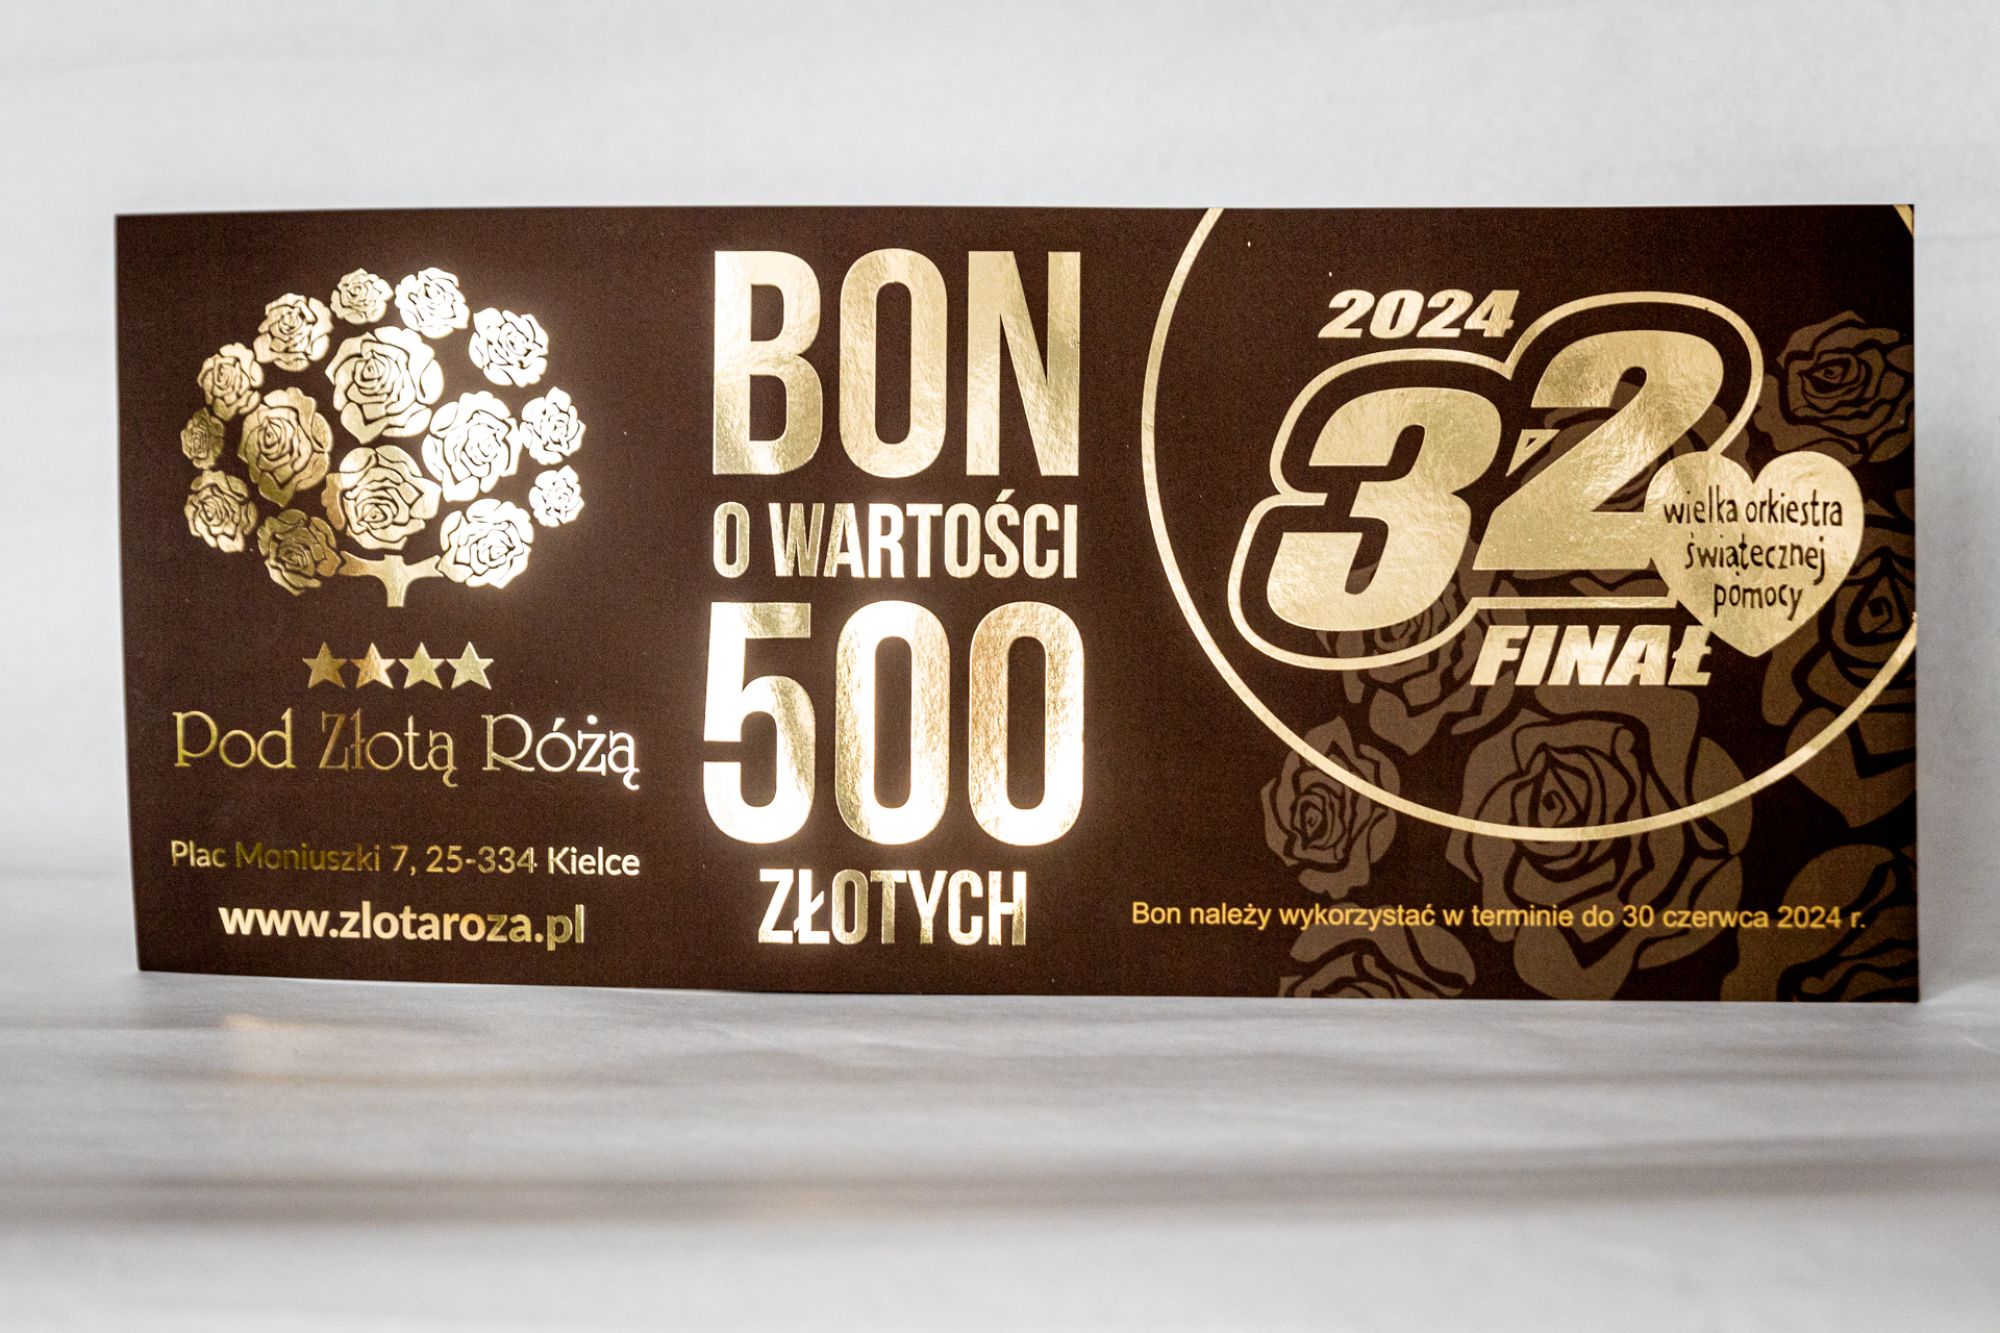 Pod Złotą Różą
Plac Moniuszki 7, 25-334 Kielce
www.zlotaroza.pl
BON
O WARTOŚCI
500
ZŁOTYCH
2024
32
FINAŁ
wielka orkiestra
świątecznej
pomocy
Bon należy wykorzystać w terminie do 30 czerwca 2024 r.